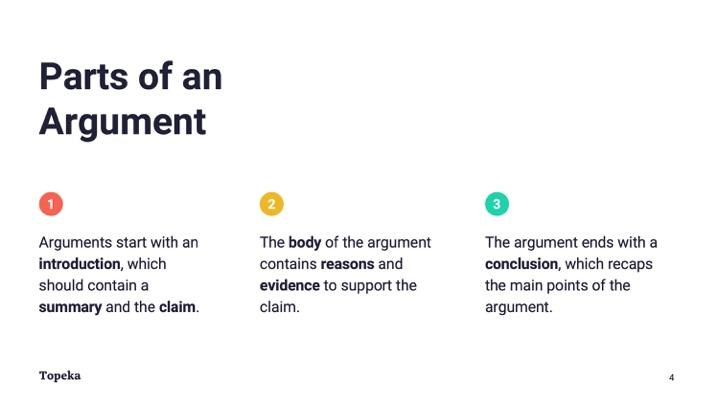 Parts of an
Argument
1
Arguments start with an
introduction, which
should contain a
summary and the claim.
2
The body of the argument
contains reasons and
evidence to support the
claim.
3
The argument ends with a
conclusion, which recaps
the main points of the
argument.
Topeka
4